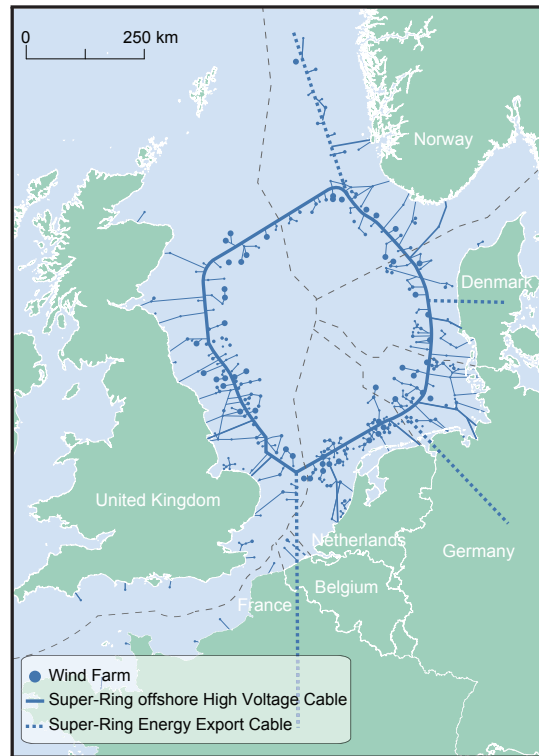 0 250 km
Norway
Denmark
United Kingdom
Netherlands
Germany
Belgium
France
Wind Farm
Super-Ring offshore High Voltage Cable
Super-Ring Energy Export Cable